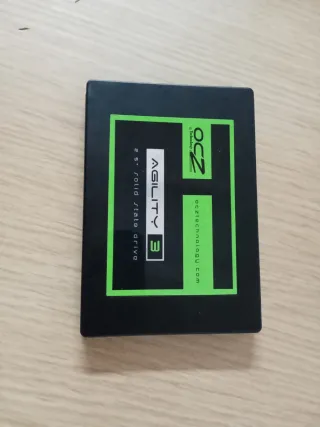 OCZ
ocztechnology.com
AGILITY 3
2.5" solid state drive